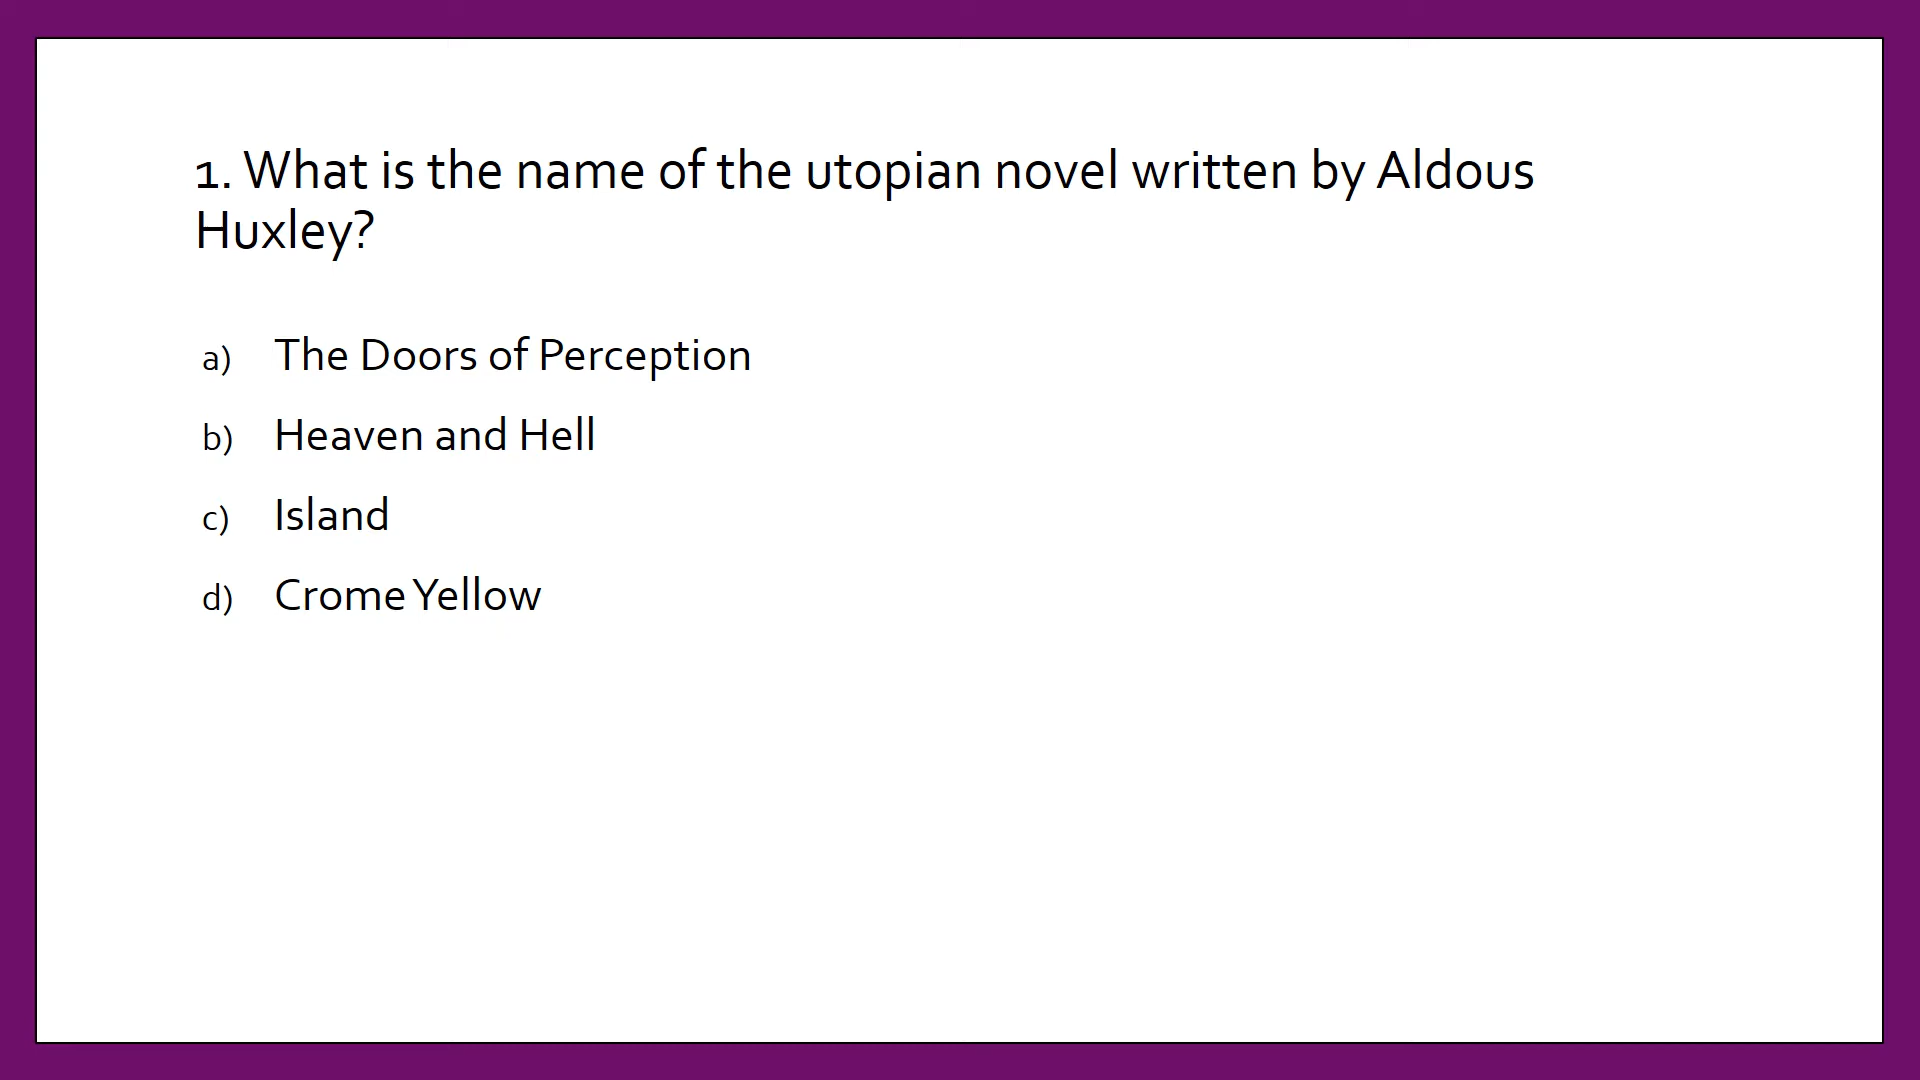 1. What is the name of the utopian novel written by Aldous
Huxley?
a) The Doors of Perception
b) Heaven and Hell
c) Island
d) Crome Yellow